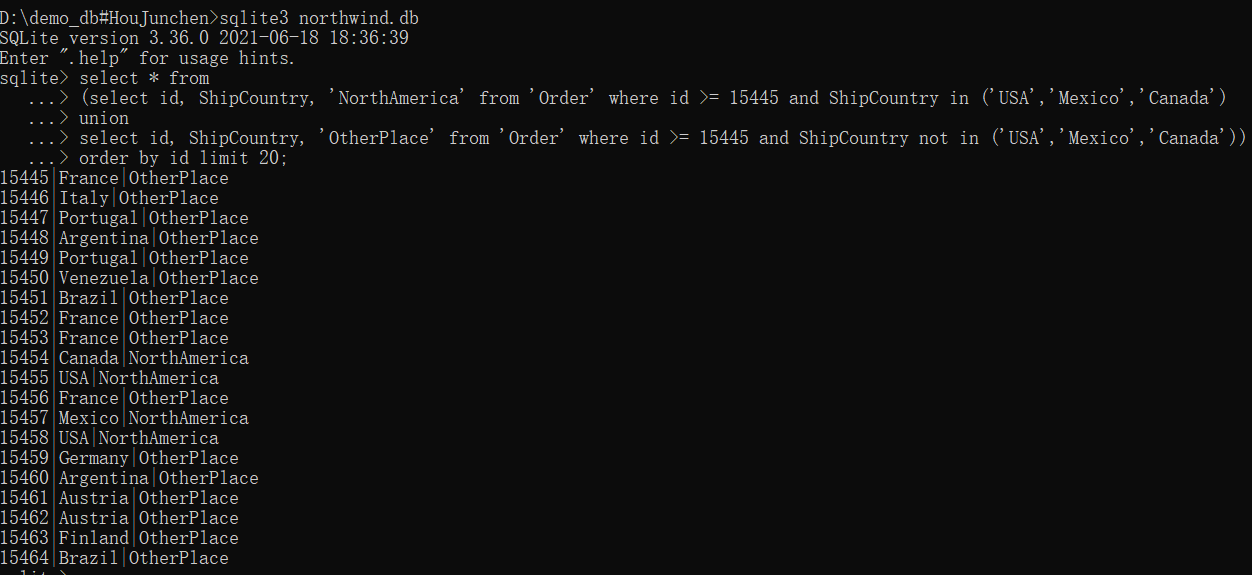 D:\demo_db#HouJunchen>sqlite3 northwind.db
SQLite version 3.36.0 2021-06-18 18:36:39
Enter ".help" for usage hints.
sqlite> select * from
   ...> (select id, ShipCountry, 'NorthAmerica' from 'Order' where id >= 15445 and ShipCountry in ('USA','Mexico','Canada')
   ...> union
   ...> select id, ShipCountry, 'OtherPlace' from 'Order' where id >= 15445 and ShipCountry not in ('USA','Mexico','Canada'))
   ...> order by id limit 20;
15445|France|OtherPlace
15446|Italy|OtherPlace
15447|Portugal|OtherPlace
15448|Argentina|OtherPlace
15449|Portugal|OtherPlace
15450|Venezuela|OtherPlace
15451|Brazil|OtherPlace
15452|France|OtherPlace
15453|France|OtherPlace
15454|Canada|NorthAmerica
15455|USA|NorthAmerica
15456|France|OtherPlace
15457|Mexico|NorthAmerica
15458|USA|NorthAmerica
15459|Germany|OtherPlace
15460|Argentina|OtherPlace
15461|Austria|OtherPlace
15462|Austria|OtherPlace
15463|Finland|OtherPlace
15464|Brazil|OtherPlace